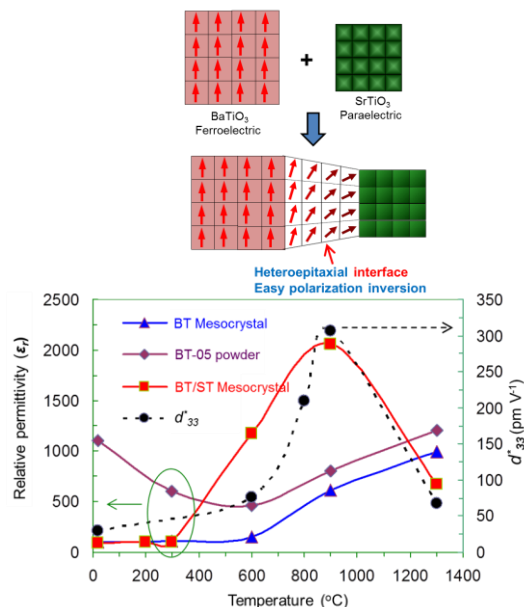 +
BaTiO3
Ferroelectric
SrTiO3
Paraelectric
Heteroepitaxial interface
Easy polarization inversion
2500
2000
1500
1000
500
0
Relative permittivity (εr)
BT Mesocrystal
BT-05 powder
BT/ST Mesocrystal
d*33
350
300
250
200
150
100
50
0
d*33 (pm V-1)
0 200 400 600 800 1000 1200 1400
Temperature (oC)